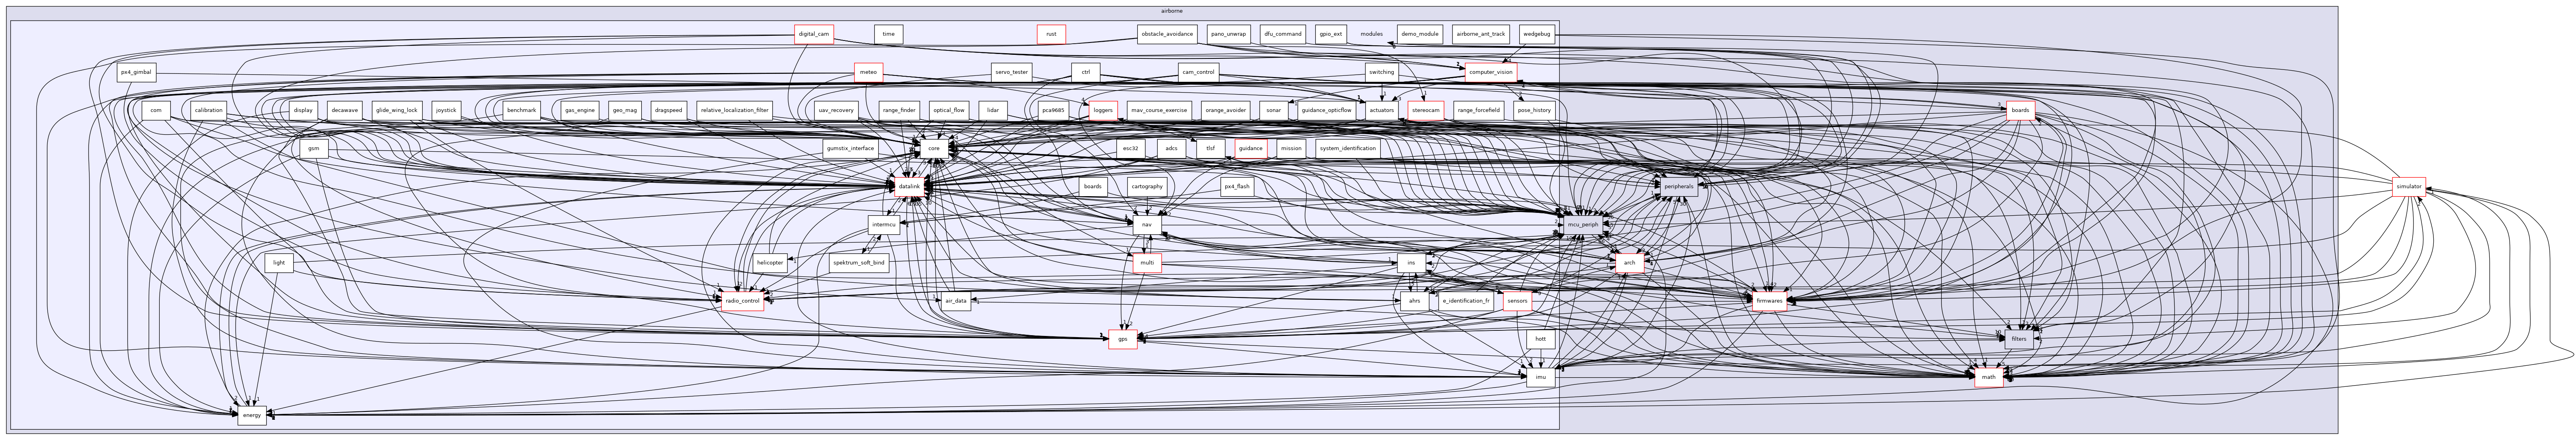 airborne
digital_cam
time
rust
obstacle_avoidance
pano_unwrap
dfu_command
gpio_ext
modules
demo_module
airborne_ant_track
wedgebug
px4_gimbal
meteo
servo_tester
ctrl
cam_control
switching
computer_vision
com
calibration
display
decawave
glide_wing_lock
joystick
benchmark
gas_engine
geo_mag
dragspeed
relative_localization_filter
uav_recovery
range_finder
optical_flow
lidar
pca9685
loggers
mav_course_exercise
orange_avoider
sonar
guidance_opticflow
actuators
stereocam
range_forcefield
pose_history
boards
gsm
gumstix_interface
core
esc32
adcs
tlsf
guidance
mission
system_identification
datalink
boards
cartography
px4_flash
peripherals
simulator
intermcu
nav
mcu_periph
light
helicopter
spektrum_soft_bind
multi
ins
arch
radio_control
air_data
ahrs
e_identification_fr
sensors
firmwares
gps
hott
filters
imu
math
energy